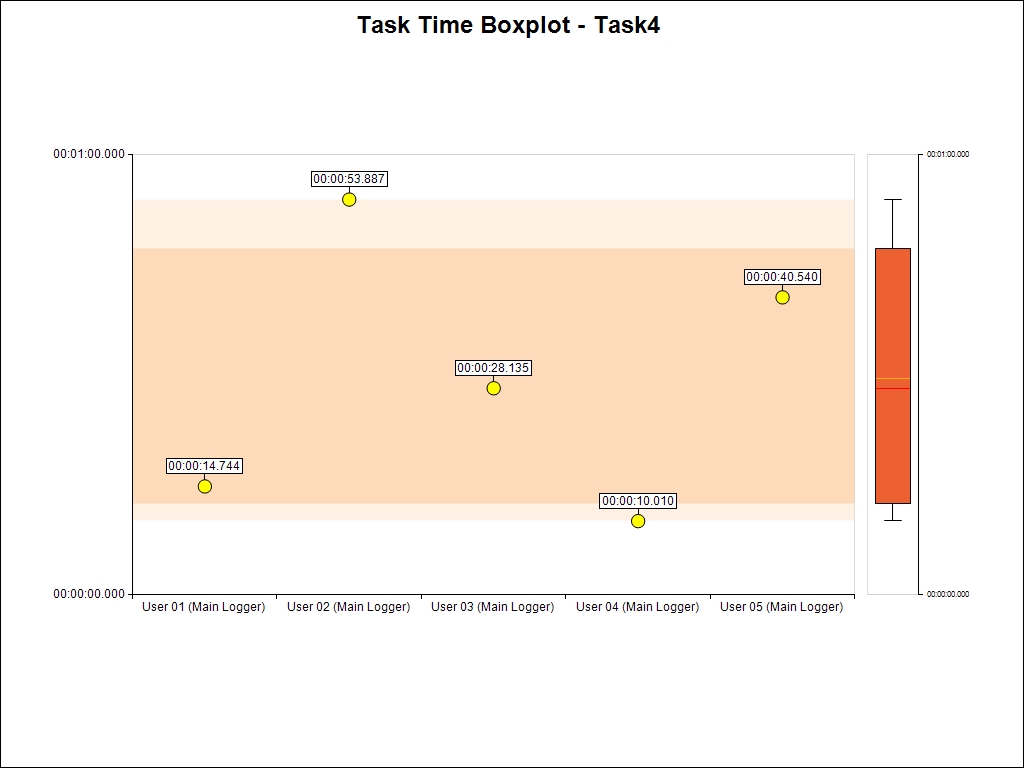 Task Time Boxplot - Task4
00:01:00.000
00:01:00.000
00:00:53.887
00:00:40.540
00:00:28.135
00:00:14.744
00:00:10.010
00:00:00.000
00:00:00.000
User 01 (Main Logger)
User 02 (Main Logger)
User 03 (Main Logger)
User 04 (Main Logger)
User 05 (Main Logger)